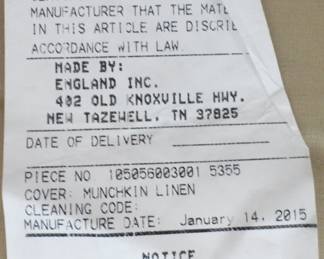 MANUFACTURER THAT THE
IN THIS ARTICLE ARE
ACCORDANCE WITH LAW.
MADE BY:
ENGLAND INC.
402 OLD KNOXVILLE HWY.
NEW TAZEWELL, TN 37825
DATE OF DELIVERY
PIECE NO 105056003001 5355
COVER: MUNCHKIN LINEN
CLEANING CODE:
MANUFACTURE DATE: January 14, 2015
NOTICE